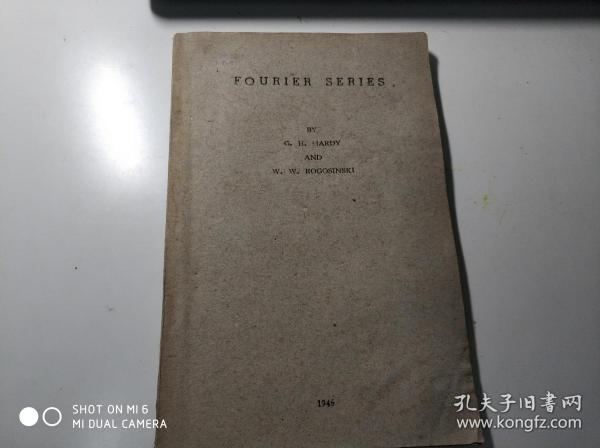 FOURIER SERIES
BY
G. H. HARDY
AND
W. W. ROGOSINSKI
1946
SHOT ON MI 6
MI DUAL CAMERA
孔夫子旧书网
www.kongfz.com